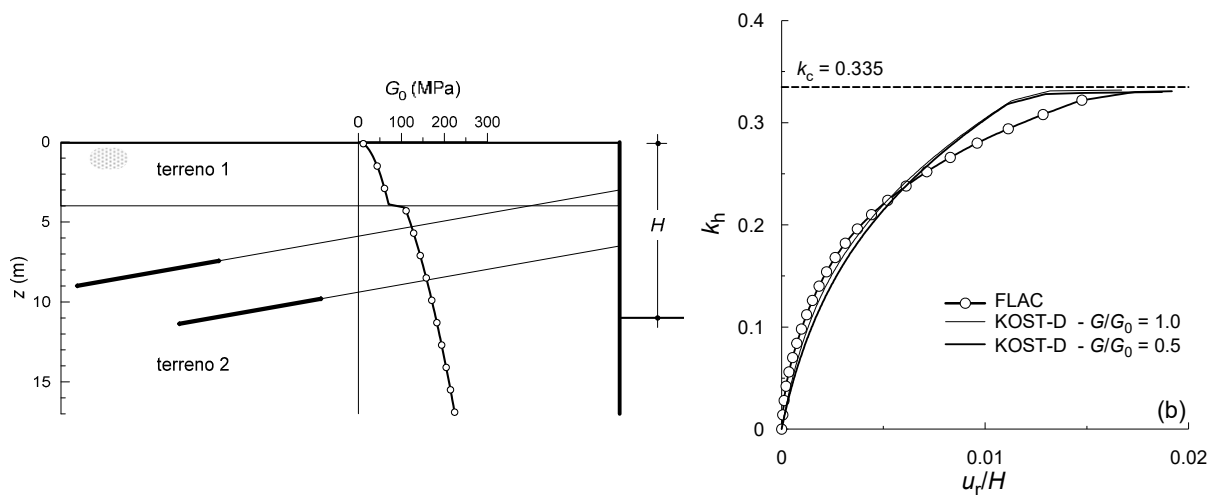 G0 (MPa)
0 100 200 300
0
terreno 1
5
H
z (m)
10
terreno 2
15
0.4
kc = 0.335
0.3
kh
0.2
FLAC
KOST-D - G/G0 = 1.0
0.1
KOST-D - G/G0 = 0.5
(b)
0
0 0.01 0.02
ur/H